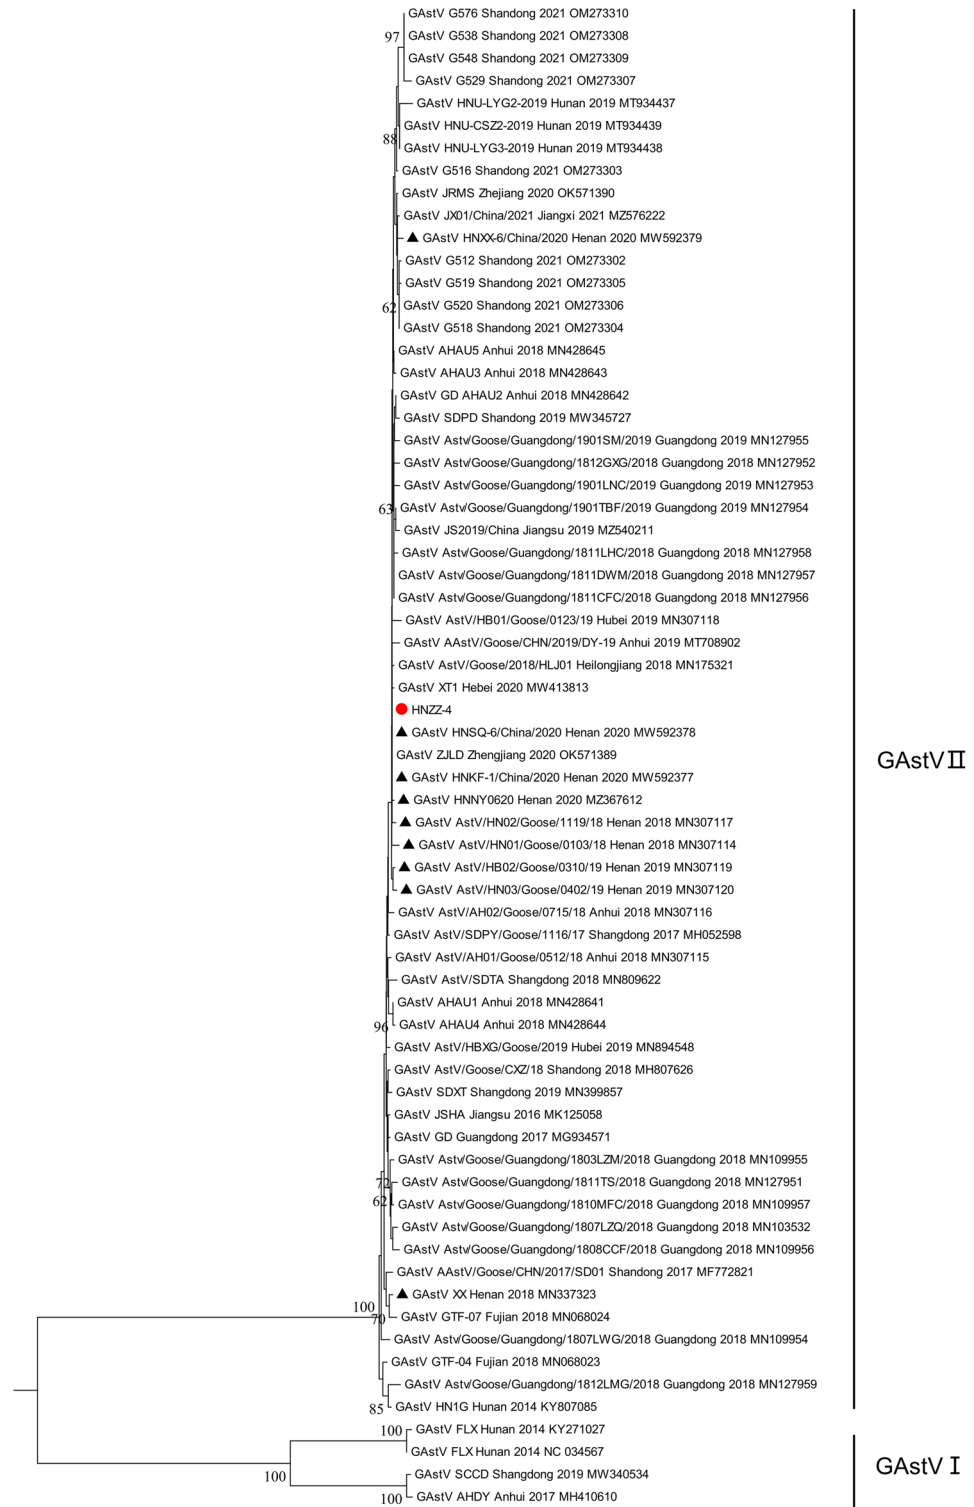 GAstV G576 Shandong 2021 OM273310
97
GAstV G538 Shandong 2021 OM273308
GAstV G548 Shandong 2021 OM273309
GAstV G529 Shandong 2021 OM273307
GAstV HNU-LYG2-2019 Hunan 2019 MT934437
GAstV HNU-CSZ2-2019 Hunan 2019 MT934439
88
GAstV HNU-LYG3-2019 Hunan 2019 MT934438
GAstV G516 Shandong 2021 OM273303
GAstV JRMS Zhejiang 2020 OK571390
GAstV JX01/China/2021 Jiangxi 2021 MZ576222
GAstV HNXX-6/China/2020 Henan 2020 MW592379
GAstV G512 Shandong 2021 OM273302
GAstV G519 Shandong 2021 OM273305
62
GAstV G520 Shandong 2021 OM273306
GAstV G518 Shandong 2021 OM273304
GAstV AHAU5 Anhui 2018 MN428645
GAstV AHAU3 Anhui 2018 MN428643
GAstV GD AHAU2 Anhui 2018 MN428642
GAstV SDPD Shandong 2019 MW345727
GAstV Astv/Goose/Guangdong/1901SM/2019 Guangdong 2019 MN127955
GAstV Astv/Goose/Guangdong/1812GXG/2018 Guangdong 2018 MN127952
GAstV Astv/Goose/Guangdong/1901LNC/2019 Guangdong 2019 MN127953
63
GAstV Astv/Goose/Guangdong/1901TBF/2019 Guangdong 2019 MN127954
GAstV JS2019/China Jiangsu 2019 MZ540211
GAstV Astv/Goose/Guangdong/1811LHC/2018 Guangdong 2018 MN127958
GAstV Astv/Goose/Guangdong/1811DWM/2018 Guangdong 2018 MN127957
GAstV Astv/Goose/Guangdong/1811CFC/2018 Guangdong 2018 MN127956
GAstV AstV/HB01/Goose/0123/19 Hubei 2019 MN307118
GAstV AAstV/Goose/CHN/2019/DY-19 Anhui 2019 MT708902
GAstV AstV/Goose/2018/HLJ01 Heilongjiang 2018 MN175321
GAstV XT1 Hebei 2020 MW413813
HNZZ-4
GAstV HNSQ-6/China/2020 Henan 2020 MW592378
GAstV ZJLD Zhengjiang 2020 OK571389
GAstV Ⅱ
GAstV HNKF-1/China/2020 Henan 2020 MW592377
GAstV HNNY0620 Henan 2020 MZ367612
GAstV AstV/HN02/Goose/1119/18 Henan 2018 MN307117
GAstV AstV/HN01/Goose/0103/18 Henan 2018 MN307114
GAstV AstV/HB02/Goose/0310/19 Henan 2019 MN307119
GAstV AstV/HN03/Goose/0402/19 Henan 2019 MN307120
GAstV AstV/AH02/Goose/0715/18 Anhui 2018 MN307116
GAstV AstV/SDPY/Goose/1116/17 Shangdong 2017 MH052598
GAstV AstV/AH01/Goose/0512/18 Anhui 2018 MN307115
GAstV AstV/SDTA Shangdong 2018 MN809622
GAstV AHAU1 Anhui 2018 MN428641
96
GAstV AHAU4 Anhui 2018 MN428644
GAstV AstV/HBXG/Goose/2019 Hubei 2019 MN894548
GAstV AstV/Goose/CXZ/18 Shandong 2018 MH807626
GAstV SDXT Shangdong 2019 MN399857
GAstV JSHA Jiangsu 2016 MK125058
GAstV GD Guangdong 2017 MG934571
GAstV Astv/Goose/Guangdong/1803LZM/2018 Guangdong 2018 MN109955
72
GAstV Astv/Goose/Guangdong/1811TS/2018 Guangdong 2018 MN127951
62
GAstV Astv/Goose/Guangdong/1810MFC/2018 Guangdong 2018 MN109957
GAstV Astv/Goose/Guangdong/1807LZQ/2018 Guangdong 2018 MN103532
GAstV Astv/Goose/Guangdong/1808CCF/2018 Guangdong 2018 MN109956
GAstV AAstV/Goose/CHN/2017/SD01 Shandong 2017 MF772821
GAstV XX Henan 2018 MN337323
100
70
GAstV GTF-07 Fujian 2018 MN068024
GAstV Astv/Goose/Guangdong/1807LWG/2018 Guangdong 2018 MN109954
GAstV GTF-04 Fujian 2018 MN068023
GAstV Astv/Goose/Guangdong/1812LMG/2018 Guangdong 2018 MN127959
85
GAstV HN1G Hunan 2014 KY807085
100
GAstV FLX Hunan 2014 KY271027
GAstV FLX Hunan 2014 NC 034567
GAstV Ⅰ
100
GAstV SCCD Shangdong 2019 MW340534
100
GAstV AHDY Anhui 2017 MH410610